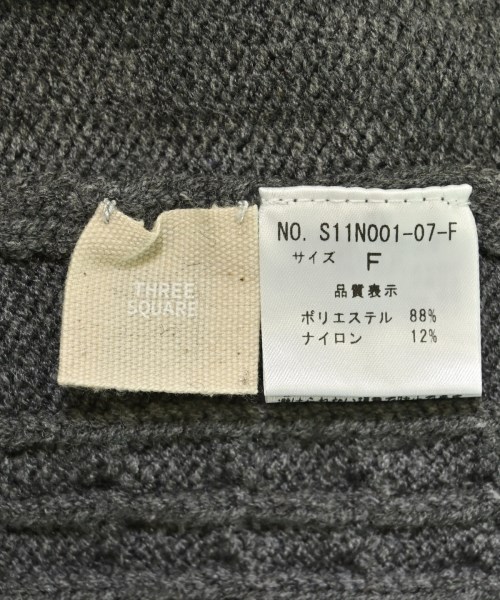 THREE
SQUARE
NO. S11N001-07-F
サイズ F
品質表示
ポリエステル 88%
ナイロン 12%